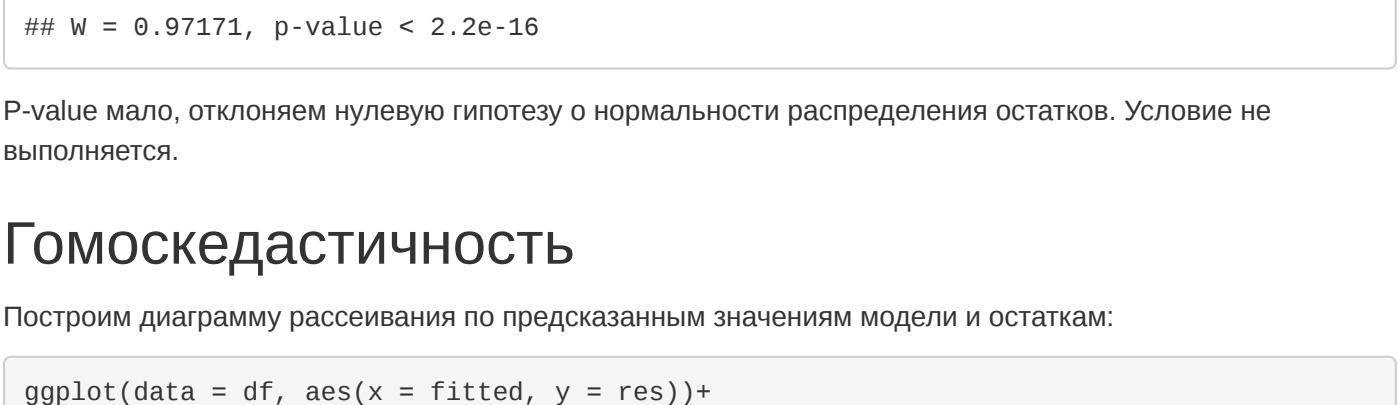 ## W = 0.97171, p-value < 2.2e-16
P-value мало, отклоняем нулевую гипотезу о нормальности распределения остатков. Условие не
выполняется.
Гомоскедастичность
Построим диаграмму рассеивания по предсказанным значениям модели и остаткам:
ggplot(data = df, aes(x = fitted, y = res))+